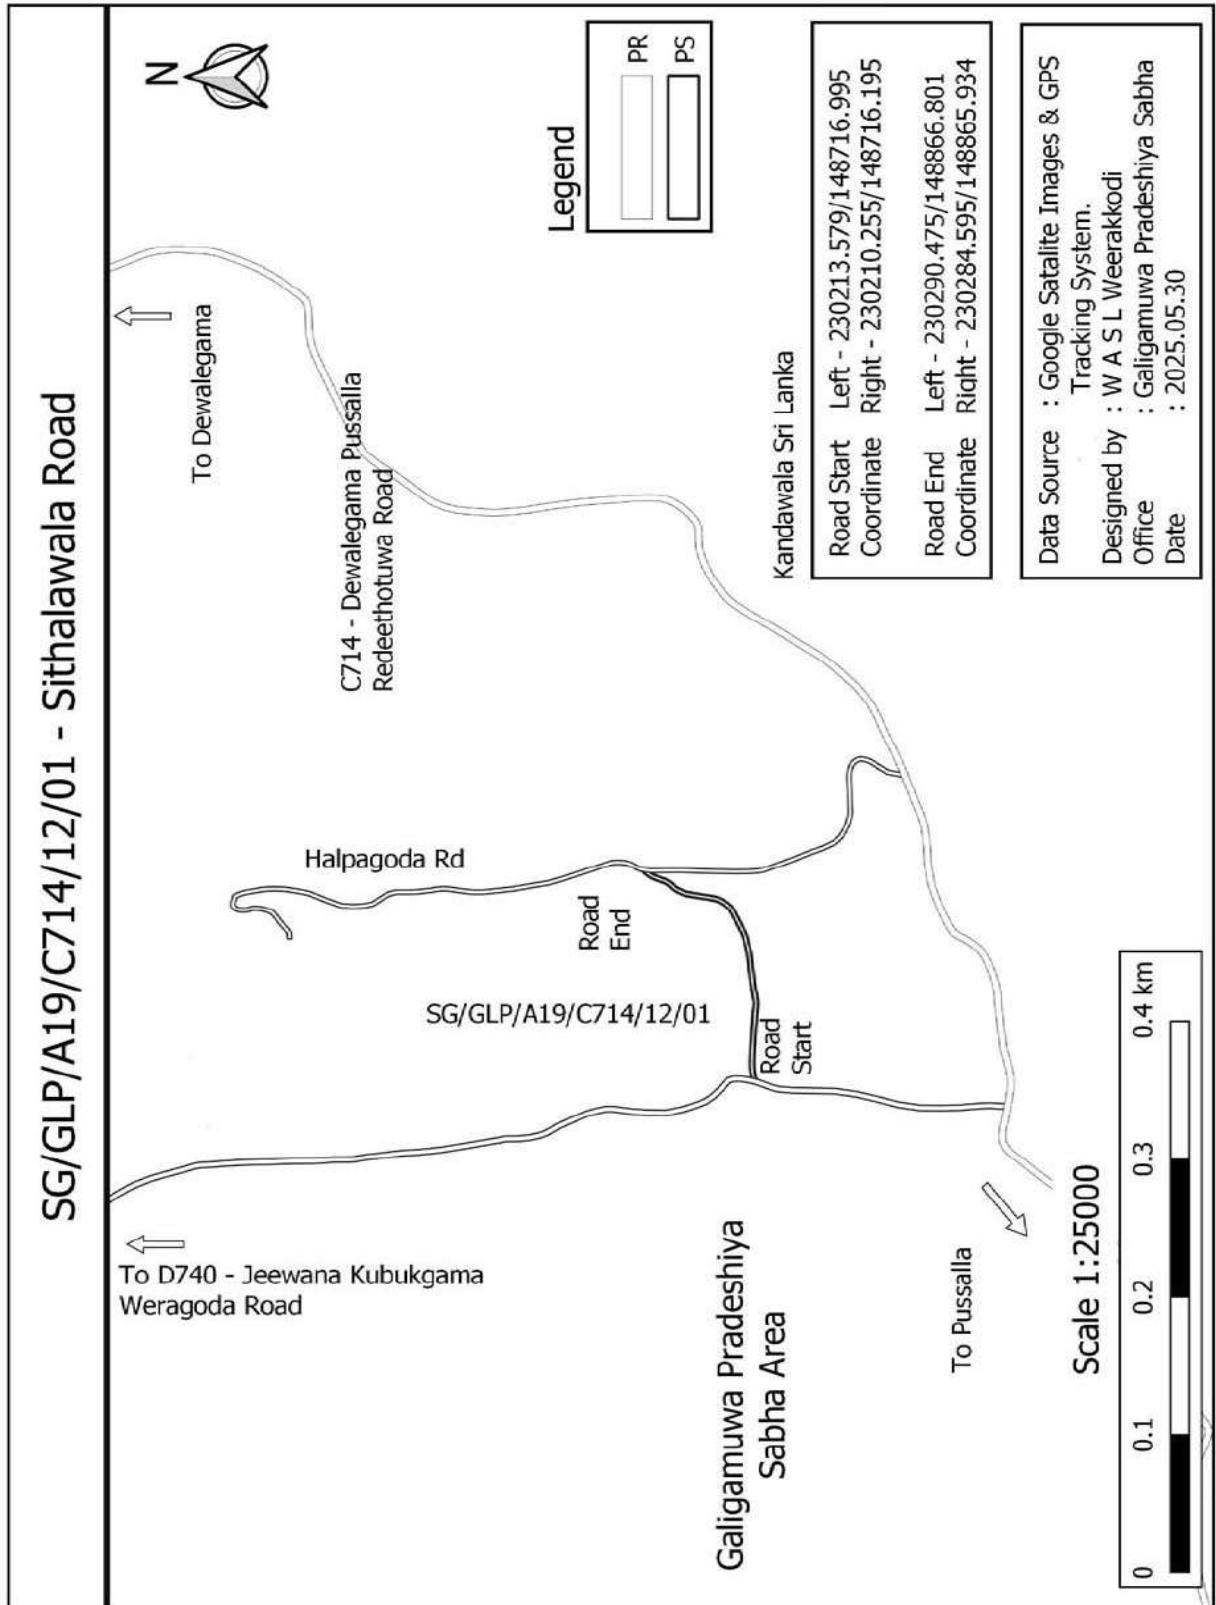 SG/GLP/A19/C714/12/01 - Sithalawala Road
N
To D740 - Jeewana Kubukgama
Weragoda Road
To Dewalegama
Halpagoda Rd
C714 - Dewalegama Pussalla
Redeethotuwa Road
SG/GLP/A19/C714/12/01
Road
End
Road
Start
Legend
PR
PS
Galigamuwa Pradeshiya
Sabha Area
To Pussalla
Kandawala Sri Lanka
Road Start Left - 230213.579/148716.995
Coordinate Right - 230210.255/148716.195
Road End Left - 230290.475/148866.801
Coordinate Right - 230284.595/148865.934
Data Source : Google Satalite Images & GPS
Tracking System.
Designed by : W A S L Weerakkodi
Office : Galigamuwa Pradeshiya Sabha
Date : 2025.05.30
Scale 1:25000
0 0.1 0.2 0.3 0.4 km